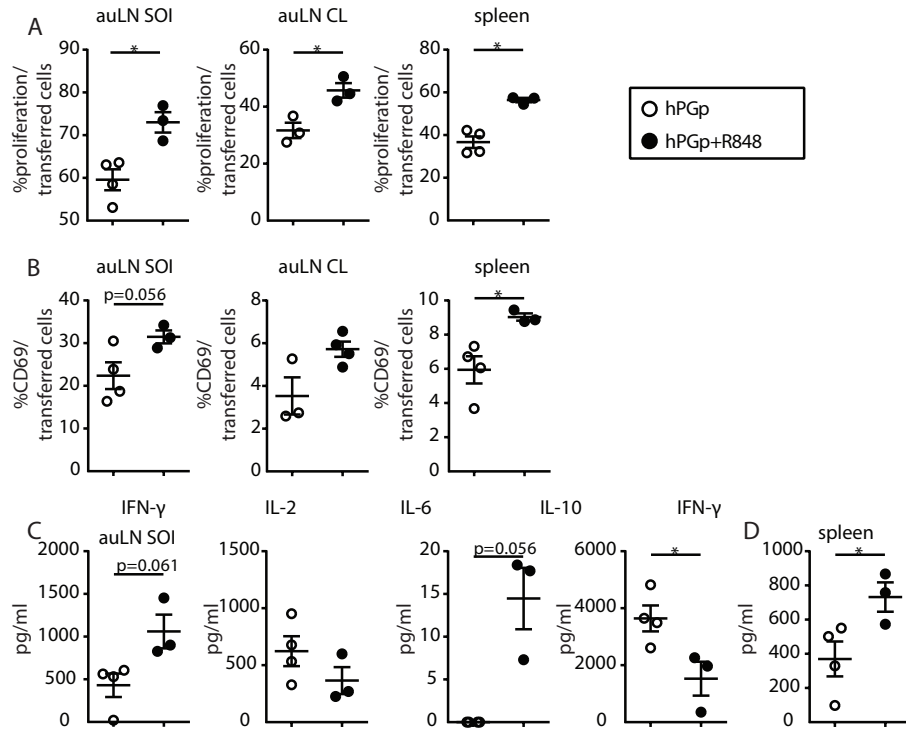 A
auLN SOI
auLN CL
spleen
%proliferation/
transferred cells
90
80
70
60
50
*
%proliferation/
transferred cells
60
40
20
0
*
%proliferation/
transferred cells
80
60
40
20
0
*
hPGp
hPGp+R848
B
auLN SOI
auLN CL
spleen
%CD69/
transferred cells
40
30
20
10
0
p=0.056
%CD69/
transferred cells
8
6
4
2
0
%CD69/
transferred cells
10
8
6
4
2
0
*
IFN-γ
IL-2
IL-6
IL-10
IFN-γ
C
auLN SOI
pg/ml
2000
1500
1000
500
0
p=0.061
pg/ml
1500
1000
500
0
pg/ml
20
15
10
5
0
p=0.056
pg/ml
6000
4000
2000
0
*
D
spleen
pg/ml
1000
800
600
400
200
0
*